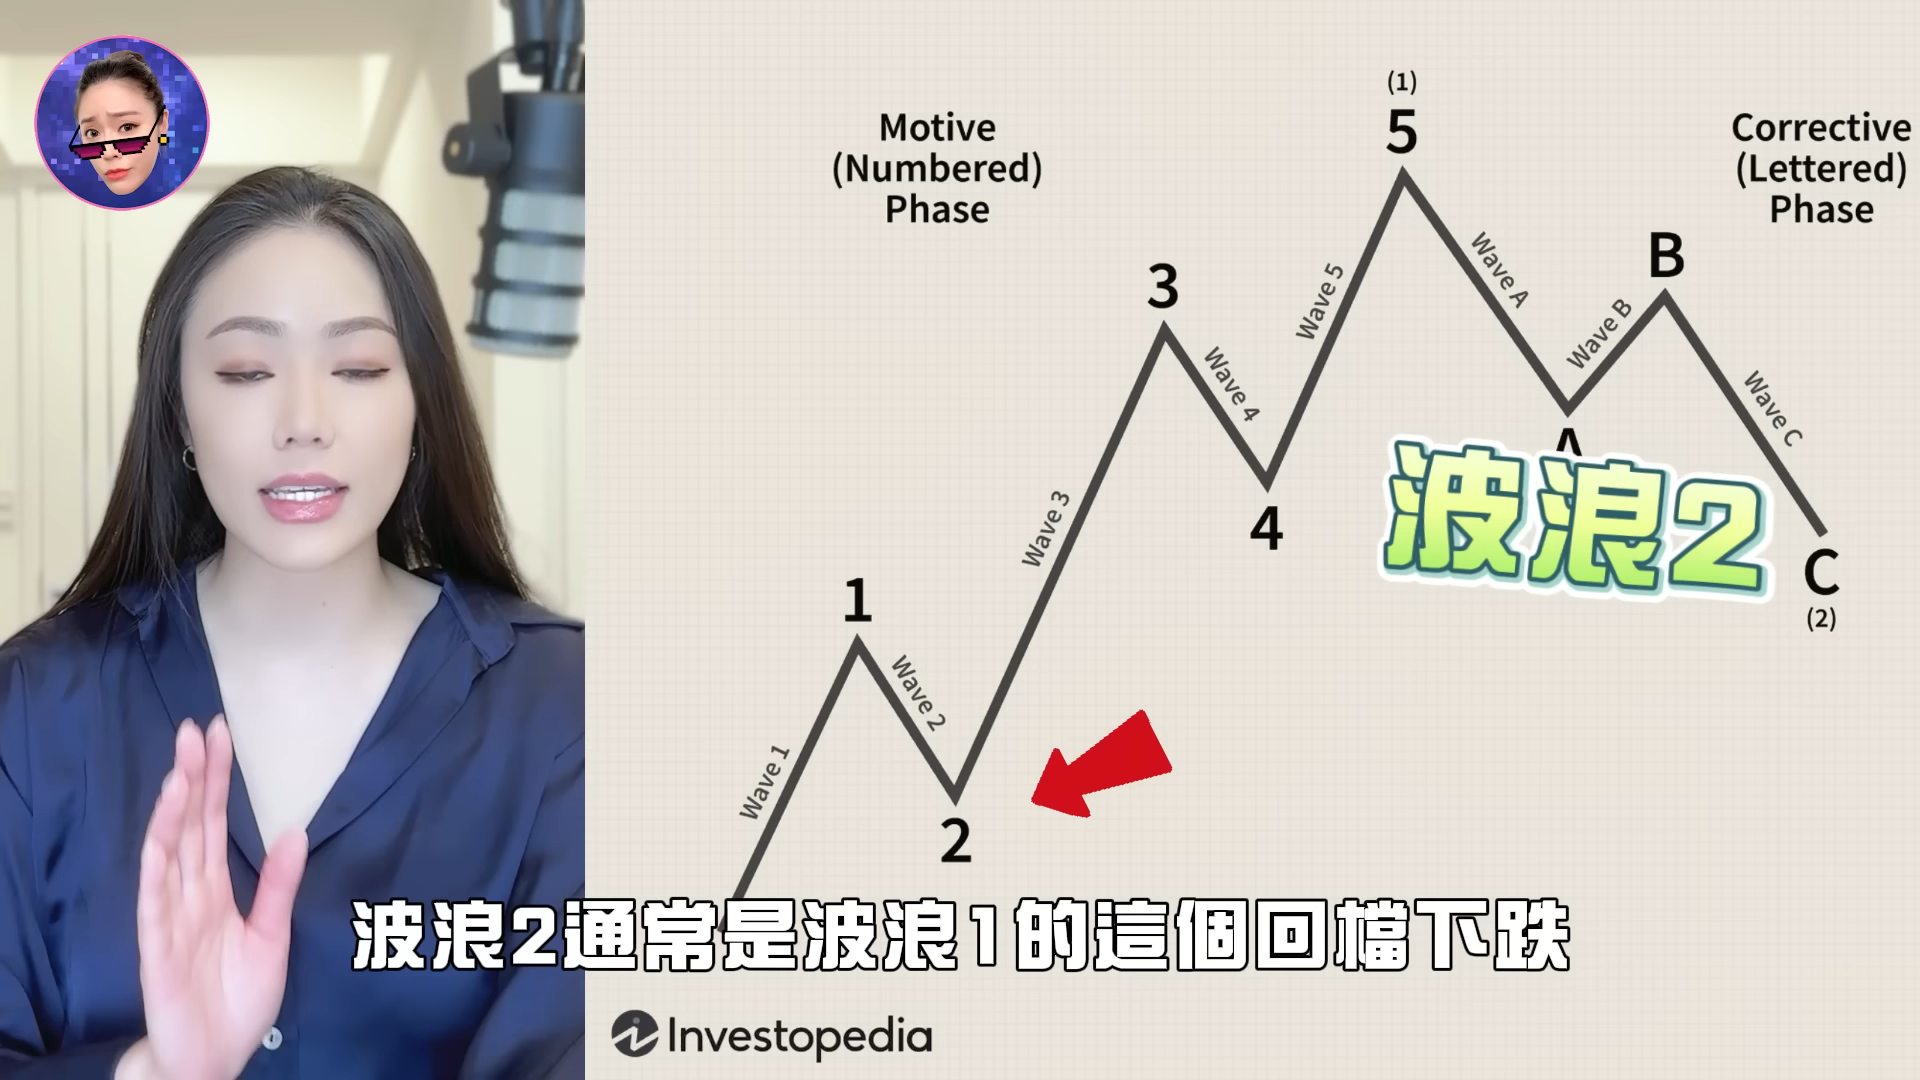 Motive
(Numbered)
Phase
(1)
5
Corrective
(Lettered)
Phase
3
B
Wave 5
Wave A
Wave B
Wave 4
Wave C
A
波浪2
4
C
(2)
Wave 3
1
Wave 2
Wave 1
2
波浪2通常是波浪1的這個回檔下跌
Investopedia